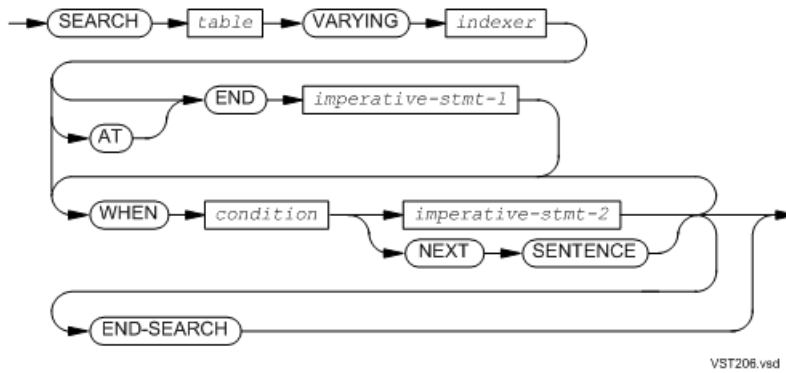 SEARCH table VARYING indexer
END imperative-stmt-1
AT
WHEN condition imperative-stmt-2
NEXT SENTENCE
END-SEARCH
VST206.vsd